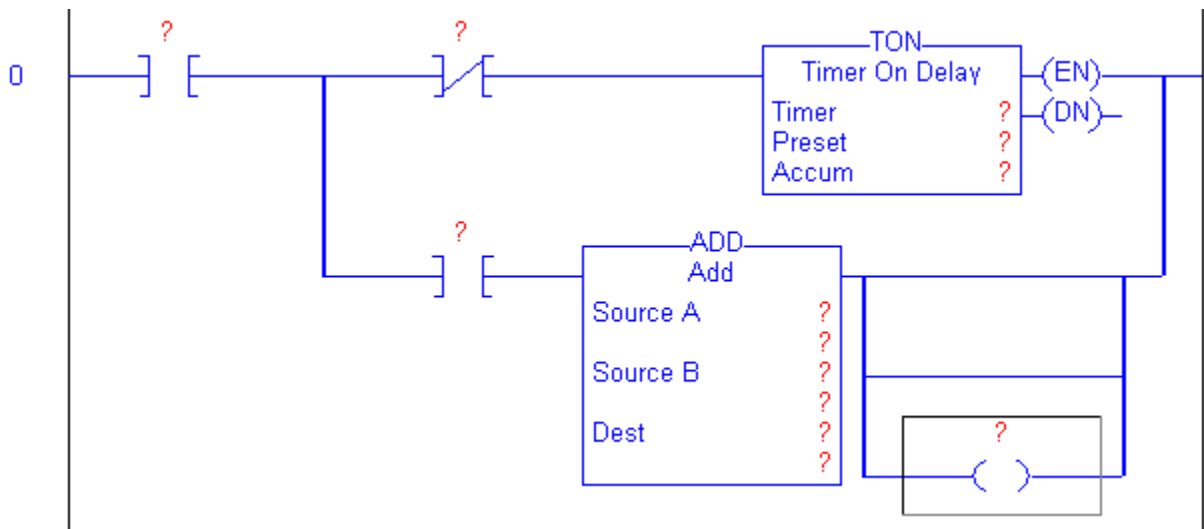 ? ?
0
TON
Timer On Delay
(EN)
Timer ?
(DN)
Preset ?
Accum ?
?
ADD
Add
Source A ?
?
Source B ?
?
Dest ?
?
?